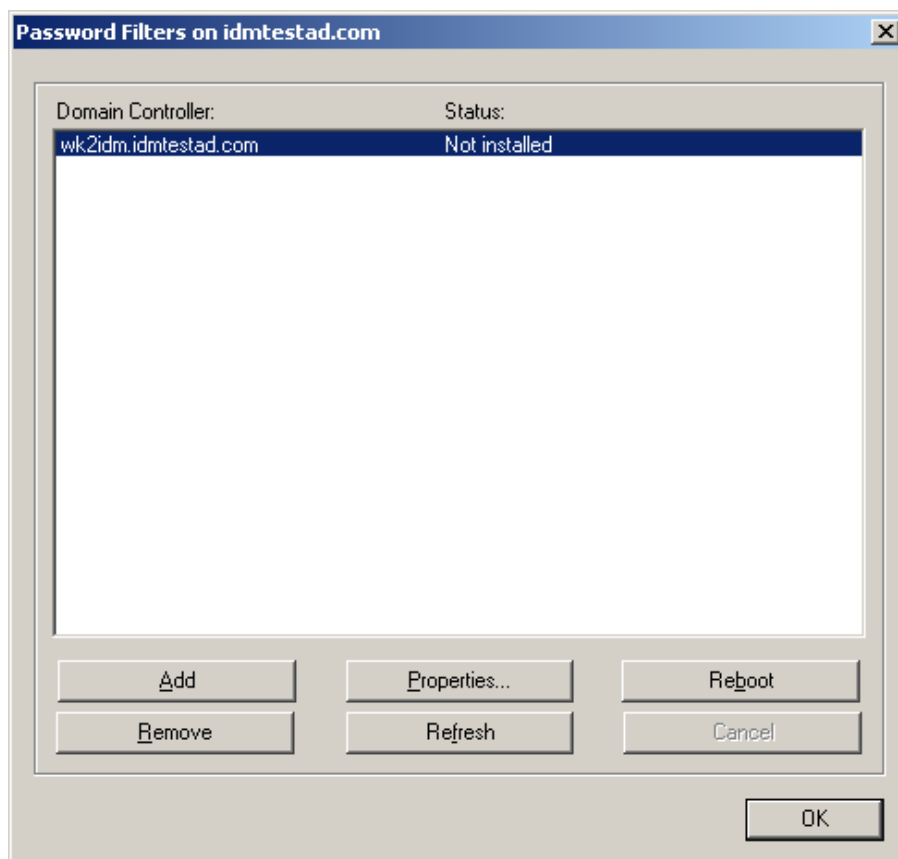 Password Filters on idmtestad.com
Domain Controller: Status:
wk2idm.idmtestad.com Not installed
Add Properties... Reboot
Remove Refresh Cancel
OK